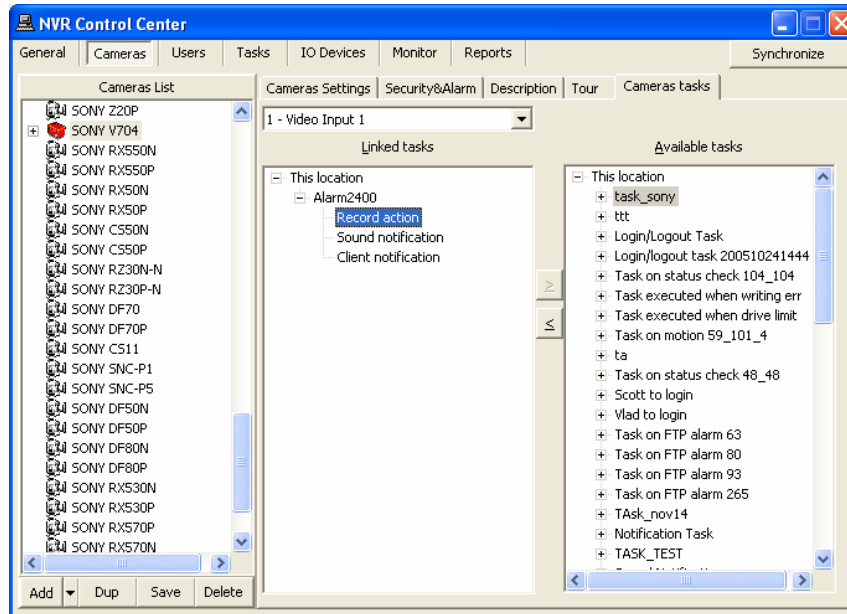 NVR Control Center
General Cameras Users Tasks IO Devices Monitor Reports Synchronize
Cameras List
SONY Z20P
SONY V704
SONY RX550N
SONY RX550P
SONY RX50N
SONY RX50P
SONY CS50N
SONY CS50P
SONY RZ30N-N
SONY RZ30P-N
SONY DF70
SONY DF70P
SONY CS11
SONY SNC-P1
SONY SNC-P5
SONY DF50N
SONY DF50P
SONY DF80N
SONY DF80P
SONY RX530N
SONY RX530P
SONY RX570P
SONY RX570N
Add Dup Save Delete
Cameras Settings Security&Alarm Description Tour Cameras tasks
1 - Video Input 1
Linked tasks
This location
Alarm2400
Record action
Sound notification
Client notification
≥
≤
Available tasks
This location
task_sony
ttt
Login/Logout Task
Login/logout task 200510241444
Task on status check 104_104
Task executed when writing err
Task executed when drive limit
Task on motion 59_101_4
ta
Task on status check 48_48
Scott to login
Vlad to login
Task on FTP alarm 63
Task on FTP alarm 80
Task on FTP alarm 93
Task on FTP alarm 265
TAsk_nov14
Notification Task
TASK_TEST